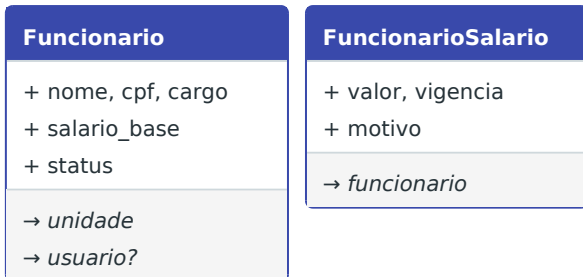 Funcionario
+ nome, cpf, cargo
+ salario_base
+ status
→ unidade
→ usuario?
FuncionarioSalario
+ valor, vigencia
+ motivo
→ funcionario